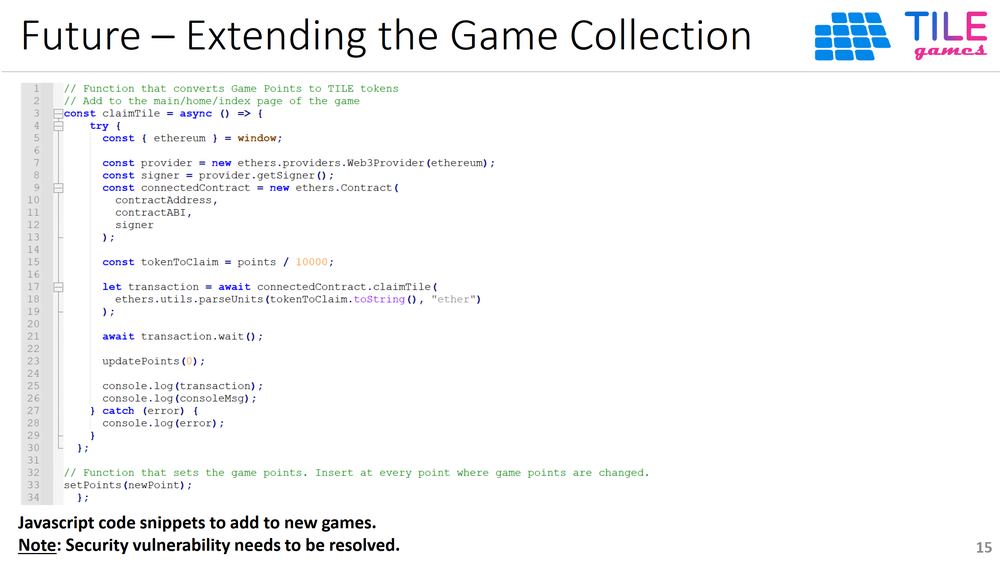 Future – Extending the Game Collection
TILE
games
1 // Function that converts Game Points to TILE tokens
2 // Add to the main/home/index page of the game
3 const claimTile = async () => {
4     try {
5       const { ethereum } = window;
6
7       const provider = new ethers.providers.Web3Provider(ethereum);
8       const signer = provider.getSigner();
9       const connectedContract = new ethers.Contract(
10         contractAddress,
11         contractABI,
12         signer
13       );
14
15       const tokenToClaim = points / 10000;
16
17       let transaction = await connectedContract.claimTile(
18         ethers.utils.parseUnits(tokenToClaim.toString(), "ether")
19       );
20
21       await transaction.wait();
22
23       updatePoints(0);
24
25       console.log(transaction);
26       console.log(consoleMsg);
27     } catch (error) {
28       console.log(error);
29     }
30   };
31
32 // Function that sets the game points. Insert at every point where game points are changed.
33 setPoints(newPoint);
34   };
Javascript code snippets to add to new games.
Note: Security vulnerability needs to be resolved.
15